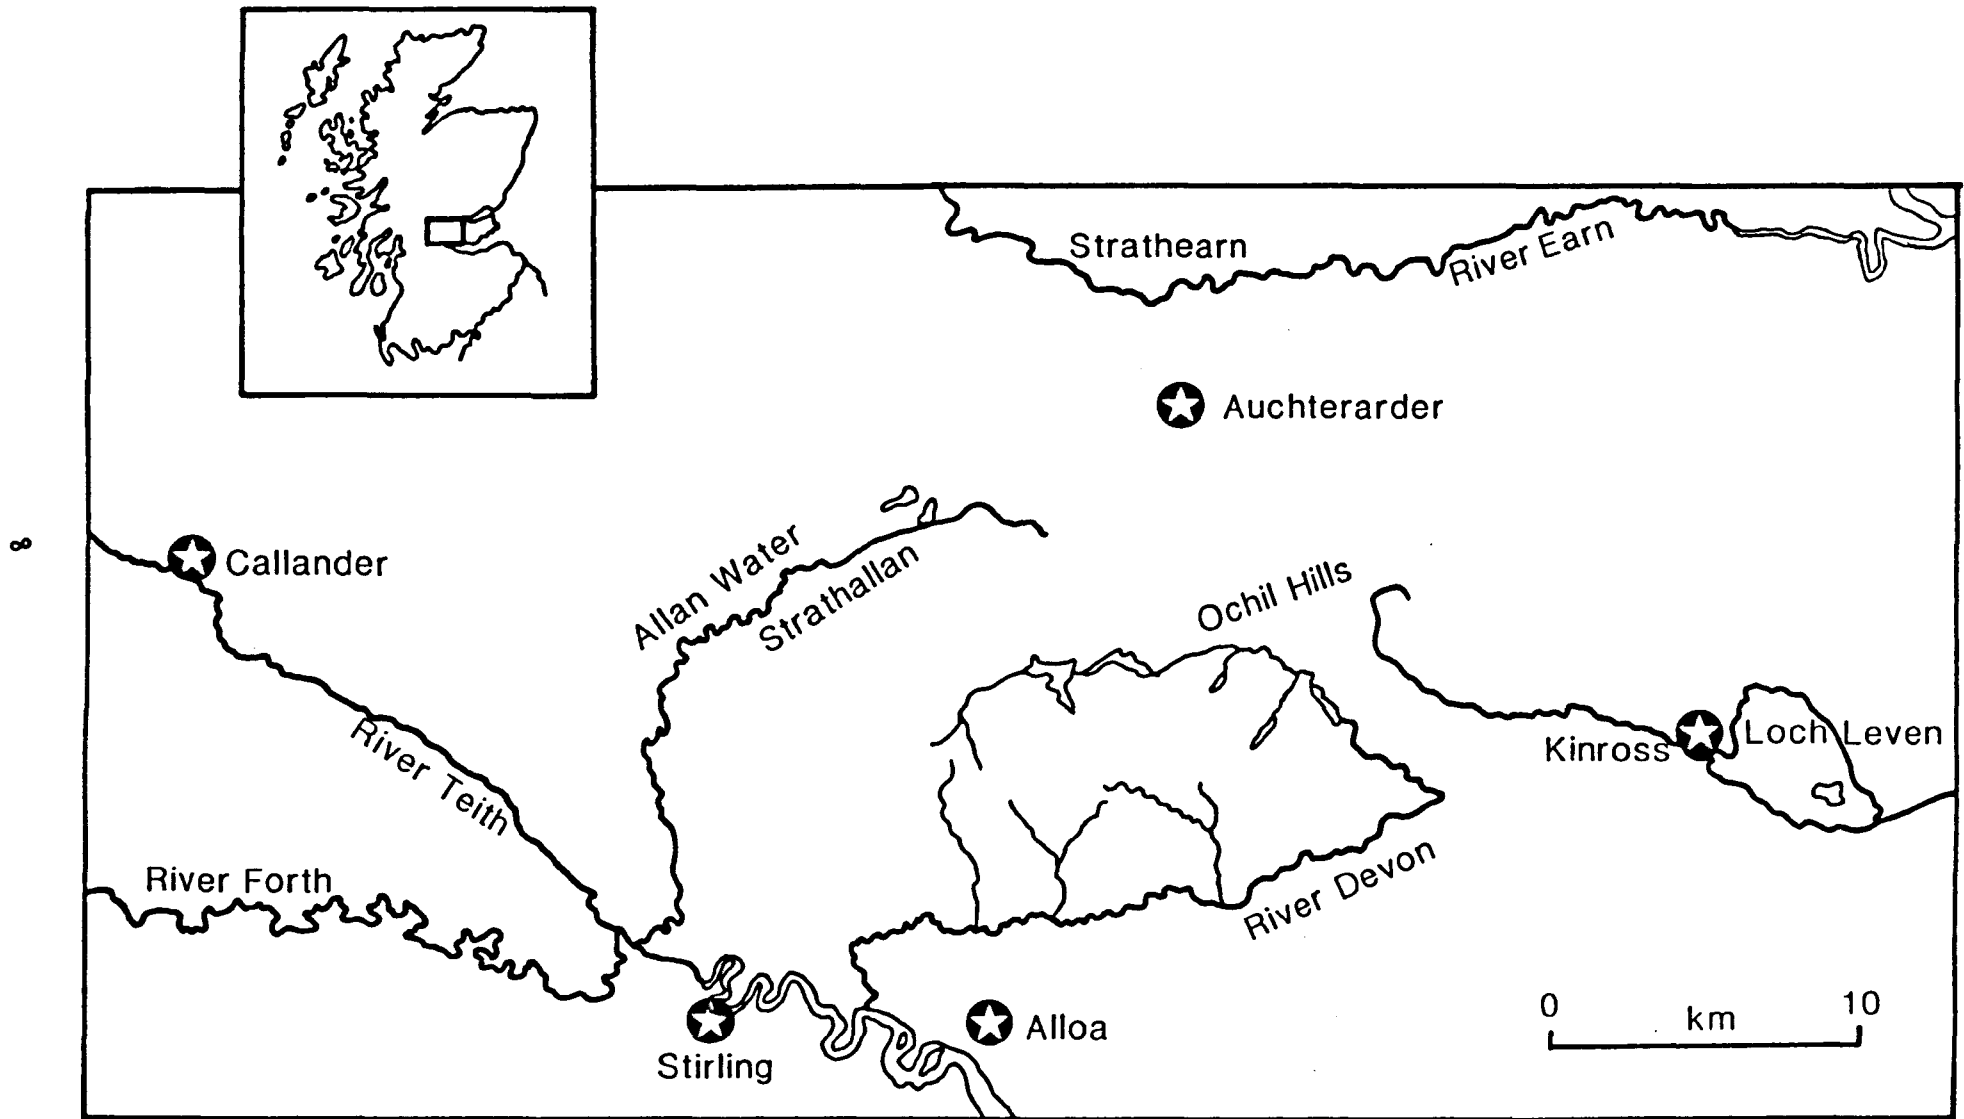 Strathearn
River Earn
Auchterarder
8
Callander
Allan Water
Strathallan
Ochil Hills
Kinross
Loch Leven
River Teith
River Forth
River Devon
0 10
km
Alloa
Stirling